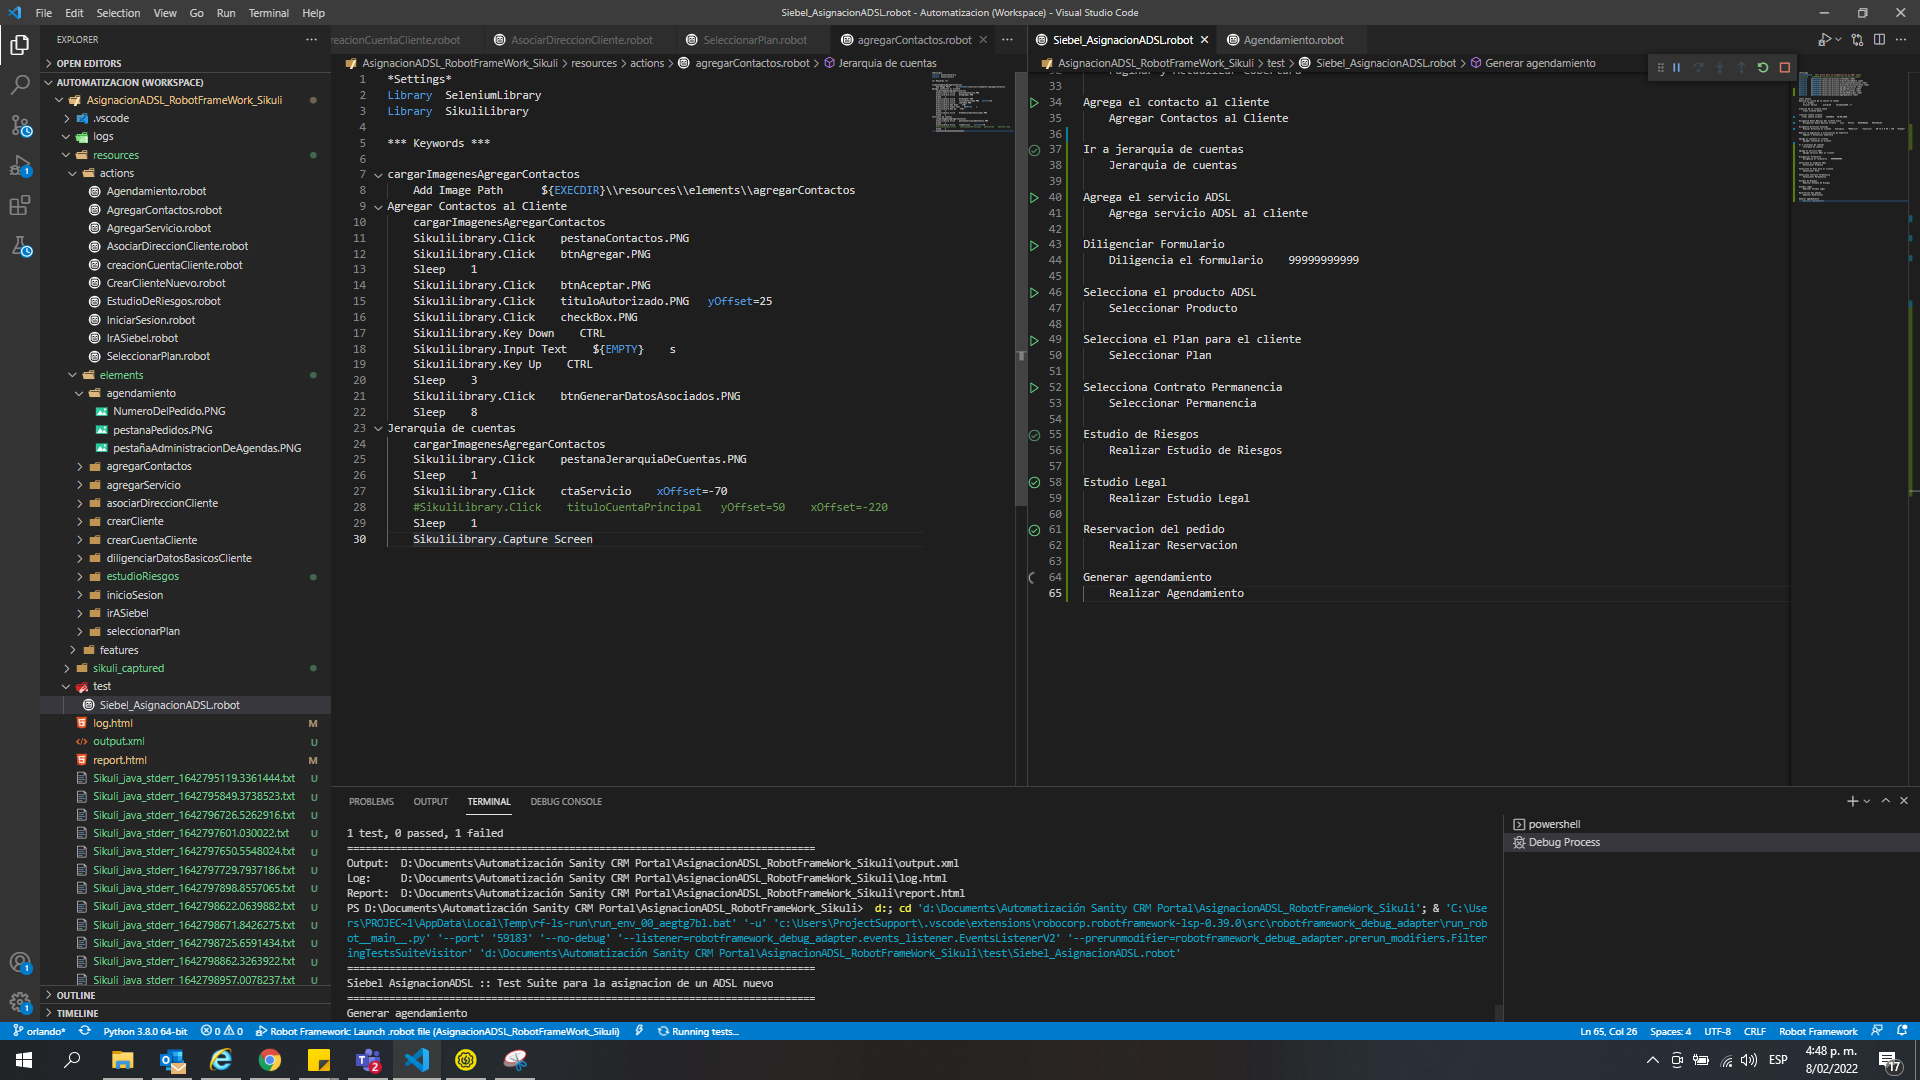 File Edit Selection View Go Run Terminal Help
Siebel_AsignacionADSL.robot - Automatizacion (Workspace) - Visual Studio Code
EXPLORER
OPEN EDITORS
AUTOMATIZACION (WORKSPACE)
AsignacionADSL_RobotFrameWork_Sikuli
.vscode
logs
resources
actions
Agendamiento.robot
AgregarContactos.robot
AgregarServicio.robot
AsociarDireccionCliente.robot
creacionCuentaCliente.robot
CrearClienteNuevo.robot
EstudioDeRiesgos.robot
IniciarSesion.robot
IrASiebel.robot
SeleccionarPlan.robot
elements
agendamiento
NumeroDelPedido.PNG
pestanaPedidos.PNG
pestañaAdministracionDeAgendas.PNG
agregarContactos
agregarServicio
asociarDireccionCliente
crearCliente
crearCuentaCliente
diligenciarDatosBasicosCliente
estudioRiesgos
inicioSesion
irASiebel
seleccionarPlan
features
sikuli_captured
test
Siebel_AsignacionADSL.robot
log.html M
output.xml U
report.html M
Sikuli_java_stderr_1642795119.3361444.txt U
Sikuli_java_stderr_1642795849.3738523.txt U
Sikuli_java_stderr_1642796726.5262916.txt U
Sikuli_java_stderr_1642797601.030022.txt U
Sikuli_java_stderr_1642797650.5548024.txt U
Sikuli_java_stderr_1642797729.7937186.txt U
Sikuli_java_stderr_1642797898.8557065.txt U
Sikuli_java_stderr_1642798622.0639882.txt U
Sikuli_java_stderr_1642798671.8426275.txt U
Sikuli_java_stderr_1642798725.6591434.txt U
Sikuli_java_stderr_1642798862.3263922.txt U
Sikuli_java_stderr_1642798957.0078237.txt U
OUTLINE
TIMELINE
reacionCuentaCliente.robot AsociarDireccionCliente.robot SeleccionarPlan.robot agregarContactos.robot
AsignacionADSL_RobotFrameWork_Sikuli > resources > actions > agregarContactos.robot > Jerarquia de cuentas
1 *Settings*
2 Library SeleniumLibrary
3 Library SikuliLibrary
4
5 *** Keywords ***
6
7 cargarImagenesAgregarContactos
8 Add Image Path ${EXECDIR}\\resources\\elements\\agregarContactos
9 Agregar Contactos al Cliente
10 cargarImagenesAgregarContactos
11 SikuliLibrary.Click pestanaContactos.PNG
12 SikuliLibrary.Click btnAgregar.PNG
13 Sleep 1
14 SikuliLibrary.Click btnAceptar.PNG
15 SikuliLibrary.Click tituloAutorizado.PNG yOffset=25
16 SikuliLibrary.Click checkBox.PNG
17 SikuliLibrary.Key Down CTRL
18 SikuliLibrary.Input Text ${EMPTY} s
19 SikuliLibrary.Key Up CTRL
20 Sleep 3
21 SikuliLibrary.Click btnGenerarDatosAsociados.PNG
22 Sleep 8
23 Jerarquia de cuentas
24 cargarImagenesAgregarContactos
25 SikuliLibrary.Click pestanaJerarquiaDeCuentas.PNG
26 Sleep 1
27 SikuliLibrary.Click ctaServicio xOffset=-70
28 #SikuliLibrary.Click tituloCuentaPrincipal yOffset=50 xOffset=-220
29 Sleep 1
30 SikuliLibrary.Capture Screen
Siebel_AsignacionADSL.robot Agendamiento.robot
AsignacionADSL_RobotFrameWork_Sikuli > test > Siebel_AsignacionADSL.robot > Generar agendamiento
33
34 Agrega el contacto al cliente
35 Agregar Contactos al Cliente
36
37 Ir a jerarquia de cuentas
38 Jerarquia de cuentas
39
40 Agrega el servicio ADSL
41 Agrega servicio ADSL al cliente
42
43 Diligenciar Formulario
44 Diligencia el formulario 99999999999
45
46 Selecciona el producto ADSL
47 Seleccionar Producto
48
49 Selecciona el Plan para el cliente
50 Seleccionar Plan
51
52 Selecciona Contrato Permanencia
53 Seleccionar Permanencia
54
55 Estudio de Riesgos
56 Realizar Estudio de Riesgos
57
58 Estudio Legal
59 Realizar Estudio Legal
60
61 Reservacion del pedido
62 Realizar Reservacion
63
64 Generar agendamiento
65 Realizar Agendamiento
PROBLEMS OUTPUT TERMINAL DEBUG CONSOLE
1 test, 0 passed, 1 failed
==============================================================================
Output: D:\Documents\Automatización Sanity CRM Portal\AsignacionADSL_RobotFrameWork_Sikuli\output.xml
Log: D:\Documents\Automatización Sanity CRM Portal\AsignacionADSL_RobotFrameWork_Sikuli\log.html
Report: D:\Documents\Automatización Sanity CRM Portal\AsignacionADSL_RobotFrameWork_Sikuli\report.html
PS D:\Documents\Automatización Sanity CRM Portal\AsignacionADSL_RobotFrameWork_Sikuli> d:; cd 'd:\Documents\Automatización Sanity CRM Portal\AsignacionADSL_RobotFrameWork_Sikuli'; & 'C:\Use
rs\PROJEC~1\AppData\Local\Temp\rf-ls-run\run_env_00_aegtg7bl.bat' '-u' 'c:\Users\ProjectSupport\.vscode\extensions\robocorp.robotframework-lsp-0.39.0\src\robotframework_debug_adapter\run_rob
ot__main__.py' '--port' '59183' '--no-debug' '--listener=robotframework_debug_adapter.events_listener.EventsListenerV2' '--prerunmodifier=robotframework_debug_adapter.prerun_modifiers.Filte
ringTestsSuiteVisitor' 'd:\Documents\Automatización Sanity CRM Portal\AsignacionADSL_RobotFrameWork_Sikuli\test\Siebel_AsignacionADSL.robot'
==============================================================================
Siebel AsignacionADSL :: Test Suite para la asignacion de un ADSL nuevo
==============================================================================
Generar agendamiento
powershell
Debug Process
orlando* Python 3.8.0 64-bit 0 0 Robot Framework: Launch .robot file (AsignacionADSL_RobotFrameWork_Sikuli) Running tests... Ln 65, Col 26 Spaces: 4 UTF-8 CRLF Robot Framework
ESP 4:48 p. m.
8/02/2022
17